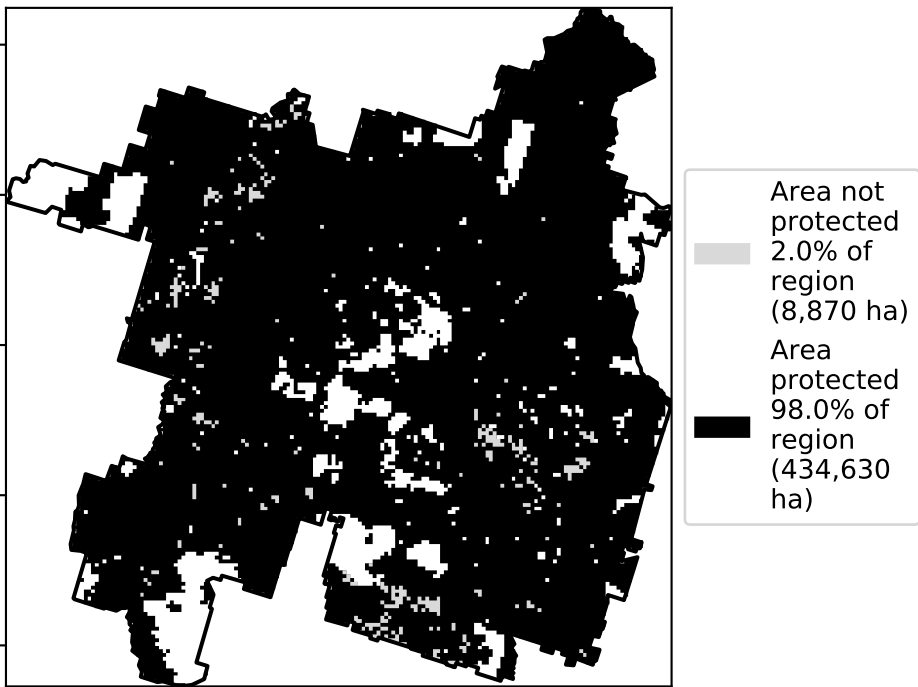 Area not
protected
2.0% of
region
(8,870 ha)
Area
protected
98.0% of
region
(434,630
ha)